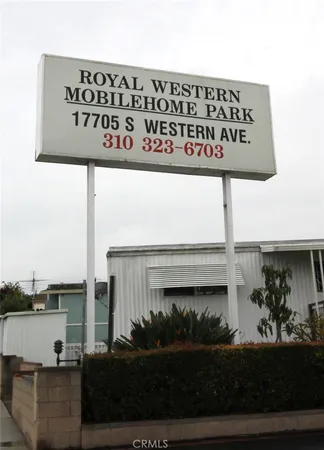 ROYAL WESTERN
MOBILEHOME PARK
17705 S WESTERN AVE.
310 323-6703
CRMLS